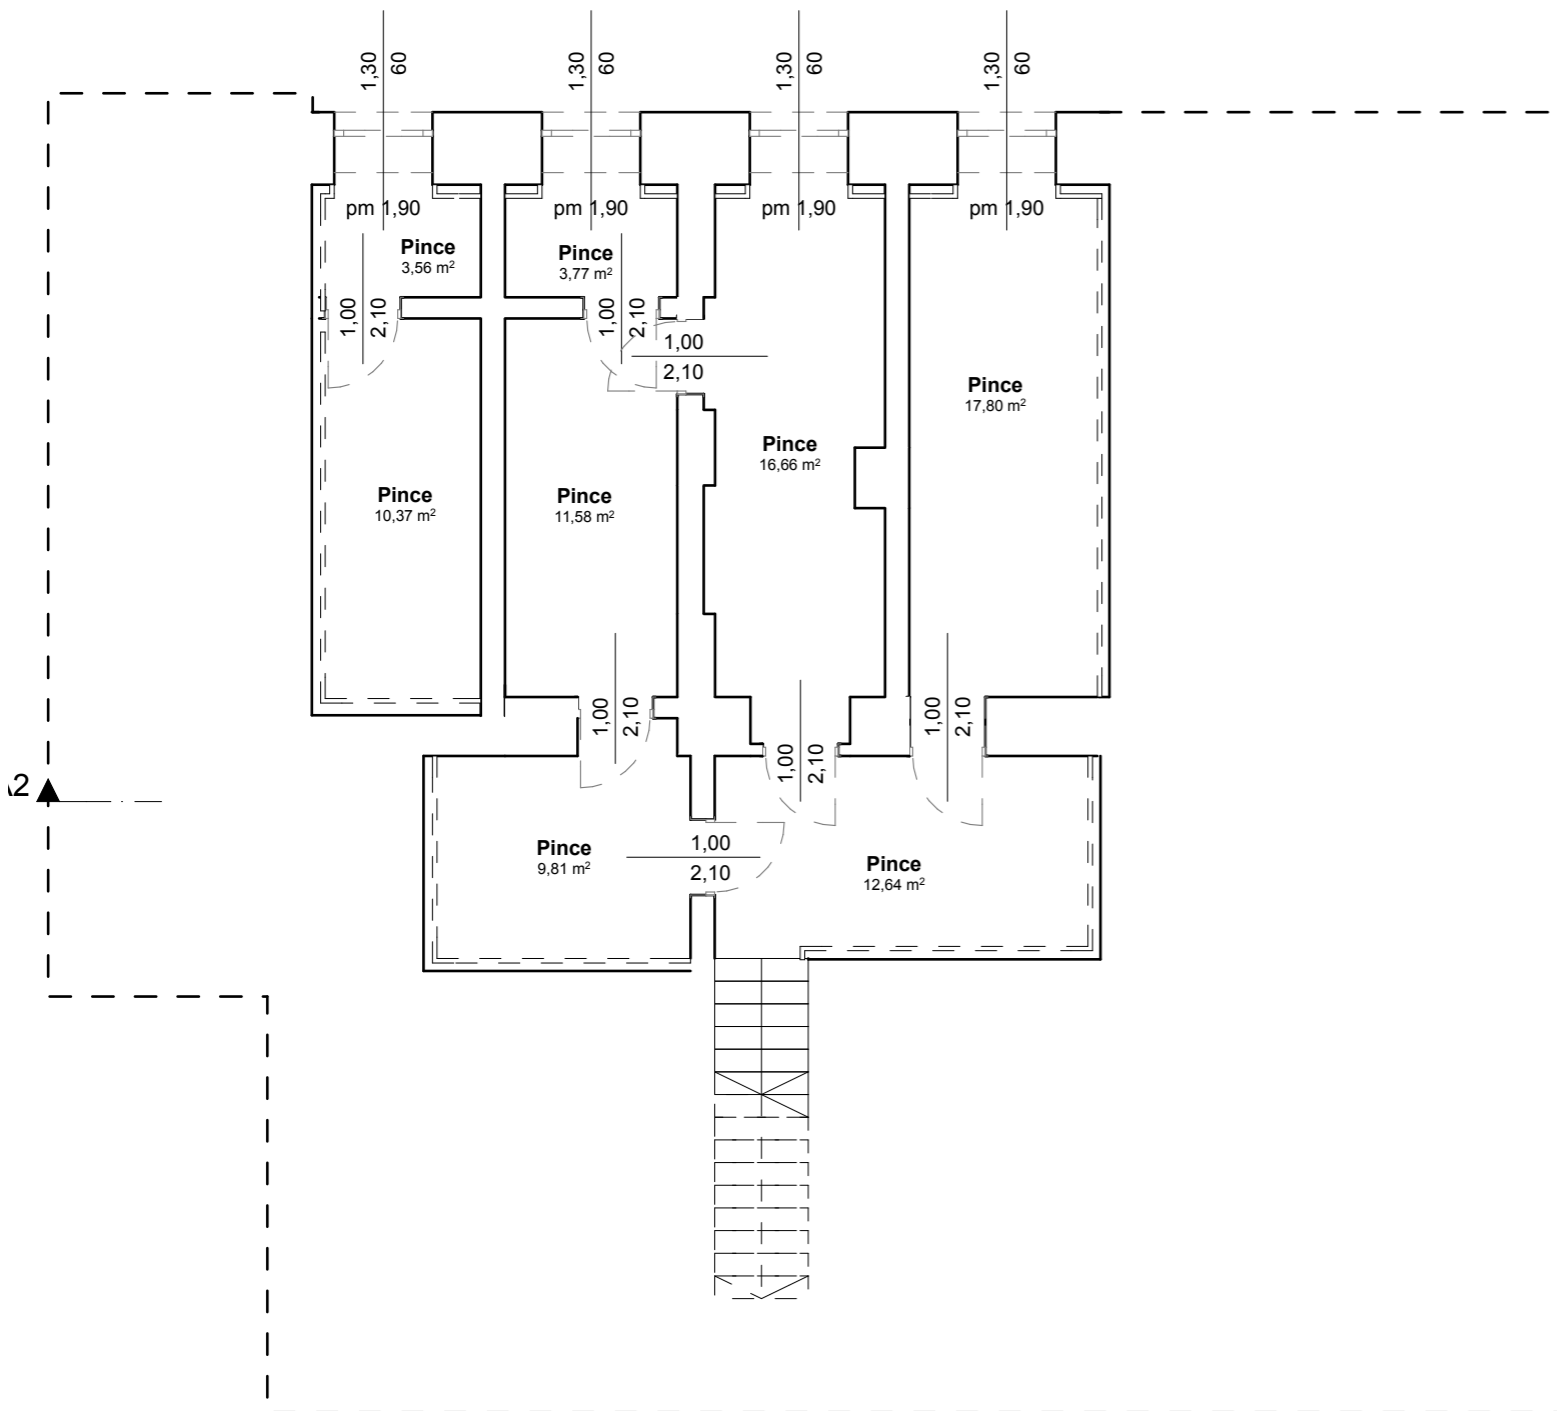 1,30
60
1,30
60
1,30
60
1,30
60
pm 1,90
pm 1,90
pm 1,90
pm 1,90
Pince
3,56 m²
Pince
3,77 m²
1,00
2,10
1,00
2,10
1,00
2,10
Pince
17,80 m²
Pince
16,66 m²
Pince
10,37 m²
Pince
11,58 m²
1,00
2,10
1,00
2,10
1,00
2,10
2
Pince
9,81 m²
1,00
2,10
Pince
12,64 m²